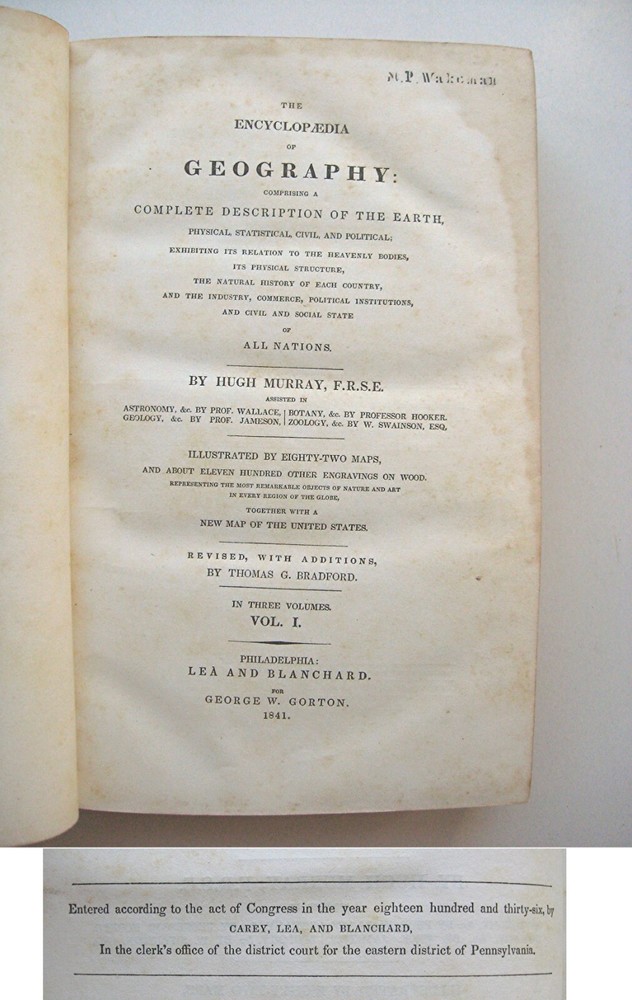 M.P. Wakeman
THE
ENCYCLOPÆDIA
OF
GEOGRAPHY:
COMPRISING A
COMPLETE DESCRIPTION OF THE EARTH,
PHYSICAL, STATISTICAL, CIVIL, AND POLITICAL;
EXHIBITING ITS RELATION TO THE HEAVENLY BODIES,
ITS PHYSICAL STRUCTURE,
THE NATURAL HISTORY OF EACH COUNTRY,
AND THE INDUSTRY, COMMERCE, POLITICAL INSTITUTIONS,
AND CIVIL AND SOCIAL STATE
OF
ALL NATIONS.
BY HUGH MURRAY, F.R.S.E.
ASSISTED IN
ASTRONOMY, &c. BY PROF. WALLACE, BOTANY, &c. BY PROFESSOR HOOKER.
GEOLOGY, &c. BY PROF. JAMESON, ZOOLOGY, &c. BY W. SWAINSON, ESQ.
ILLUSTRATED BY EIGHTY-TWO MAPS,
AND ABOUT ELEVEN HUNDRED OTHER ENGRAVINGS ON WOOD.
REPRESENTING THE MOST REMARKABLE OBJECTS OF NATURE AND ART
IN EVERY REGION OF THE GLOBE,
TOGETHER WITH A
NEW MAP OF THE UNITED STATES.
REVISED, WITH ADDITIONS,
BY THOMAS G. BRADFORD.
IN THREE VOLUMES.
VOL. I.
PHILADELPHIA:
LEA AND BLANCHARD.
FOR
GEORGE W. GORTON.
1841.
Entered according to the act of Congress in the year eighteen hundred and thirty-six, by
CAREY, LEA, AND BLANCHARD,
In the clerk's office of the district court for the eastern district of Pennsylvania.